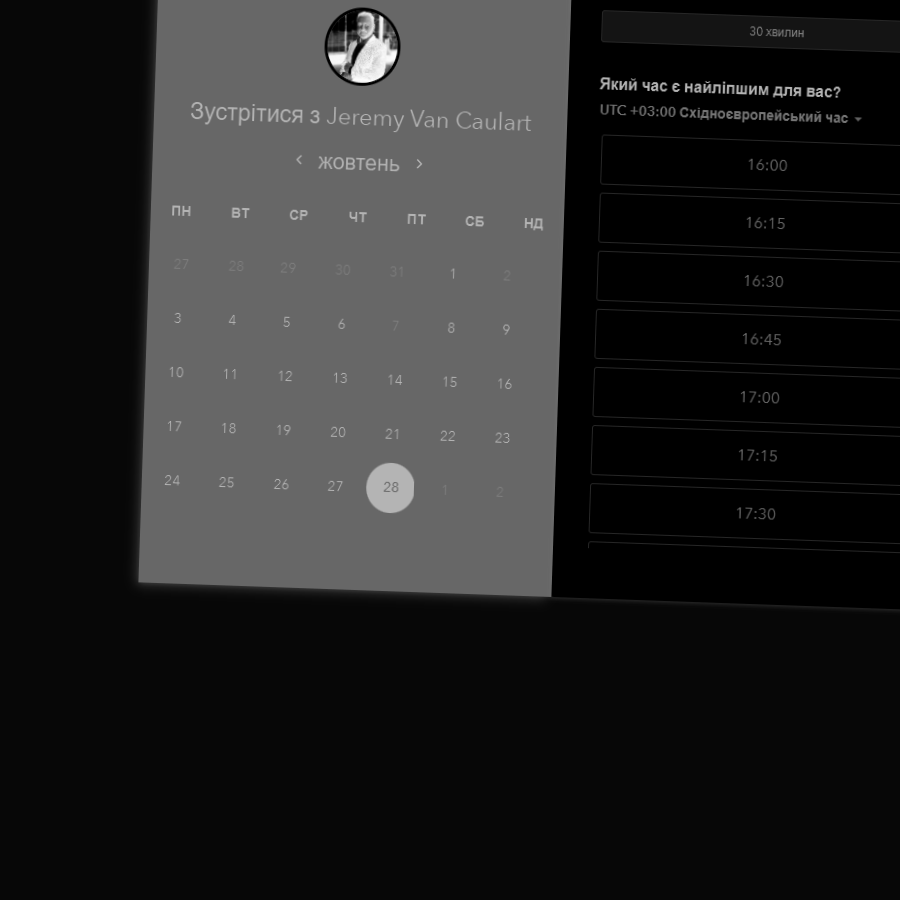 Зустрітися з Jeremy Van Caulart
‹ жовтень ›
ПН ВТ СР ЧТ ПТ СБ НД
27 28 29 30 31 1 2
3 4 5 6 7 8 9
10 11 12 13 14 15 16
17 18 19 20 21 22 23
24 25 26 27 28 1 2
30 хвилин
Який час є найліпшим для вас?
UTC +03:00 Східноєвропейський час
16:00
16:15
16:30
16:45
17:00
17:15
17:30